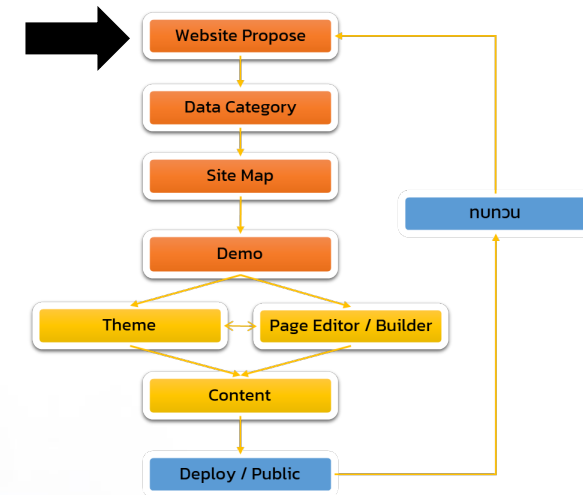 Website Propose
Data Category
Site Map
ทบทวน
Demo
Theme
Page Editor / Builder
Content
Deploy / Public